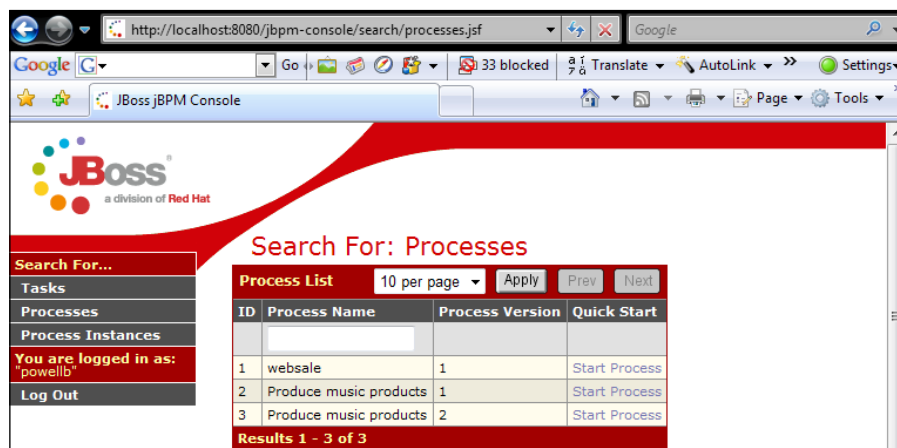 http://localhost:8080/jbpm-console/search/processes.jsf
Google
Google G Go 33 blocked Translate AutoLink >> Settings
JBoss jBPM Console
Page Tools
JBoss®
a division of Red Hat
Search For...
Tasks
Processes
Process Instances
You are logged in as:
"powellb"
Log Out
Search For: Processes
Process List 10 per page Apply Prev Next
ID Process Name Process Version Quick Start
1 websale 1 Start Process
2 Produce music products 1 Start Process
3 Produce music products 2 Start Process
Results 1 - 3 of 3